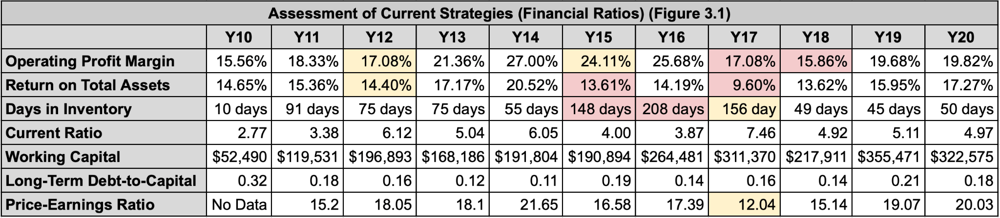 Assessment of Current Strategies (Financial Ratios) (Figure 3.1)
Y10 Y11 Y12 Y13 Y14 Y15 Y16 Y17 Y18 Y19 Y20
Operating Profit Margin 15.56% 18.33% 17.08% 21.36% 27.00% 24.11% 25.68% 17.08% 15.86% 19.68% 19.82%
Return on Total Assets 14.65% 15.36% 14.40% 17.17% 20.52% 13.61% 14.19% 9.60% 13.62% 15.95% 17.27%
Days in Inventory 10 days 91 days 75 days 75 days 55 days 148 days 208 days 156 day 49 days 45 days 50 days
Current Ratio 2.77 3.38 6.12 5.04 6.05 4.00 3.87 7.46 4.92 5.11 4.97
Working Capital $52,490 $119,531 $196,893 $168,186 $191,804 $190,894 $264,481 $311,370 $217,911 $355,471 $322,575
Long-Term Debt-to-Capital 0.32 0.18 0.16 0.12 0.11 0.19 0.14 0.16 0.14 0.21 0.18
Price-Earnings Ratio No Data 15.2 18.05 18.1 21.65 16.58 17.39 12.04 15.14 19.07 20.03